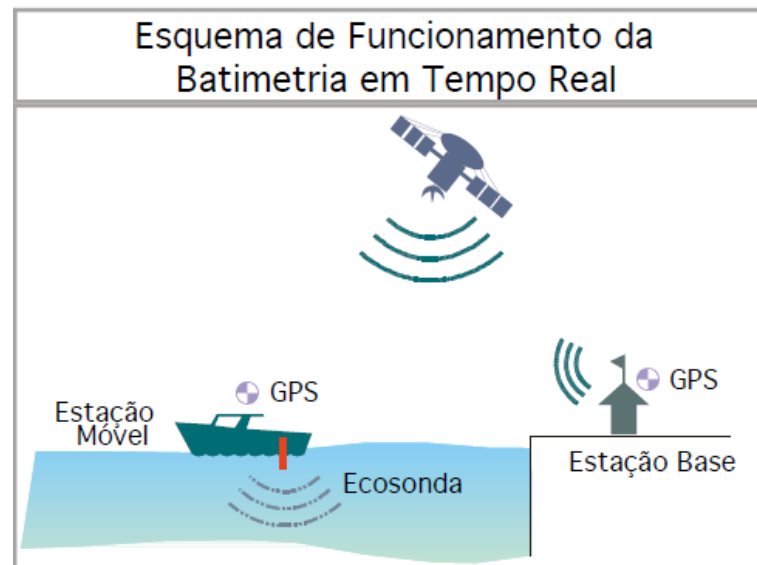 Esquema de Funcionamento da
Batimetria em Tempo Real
GPS
GPS
Estação
Móvel
Estação Base
Ecosonda